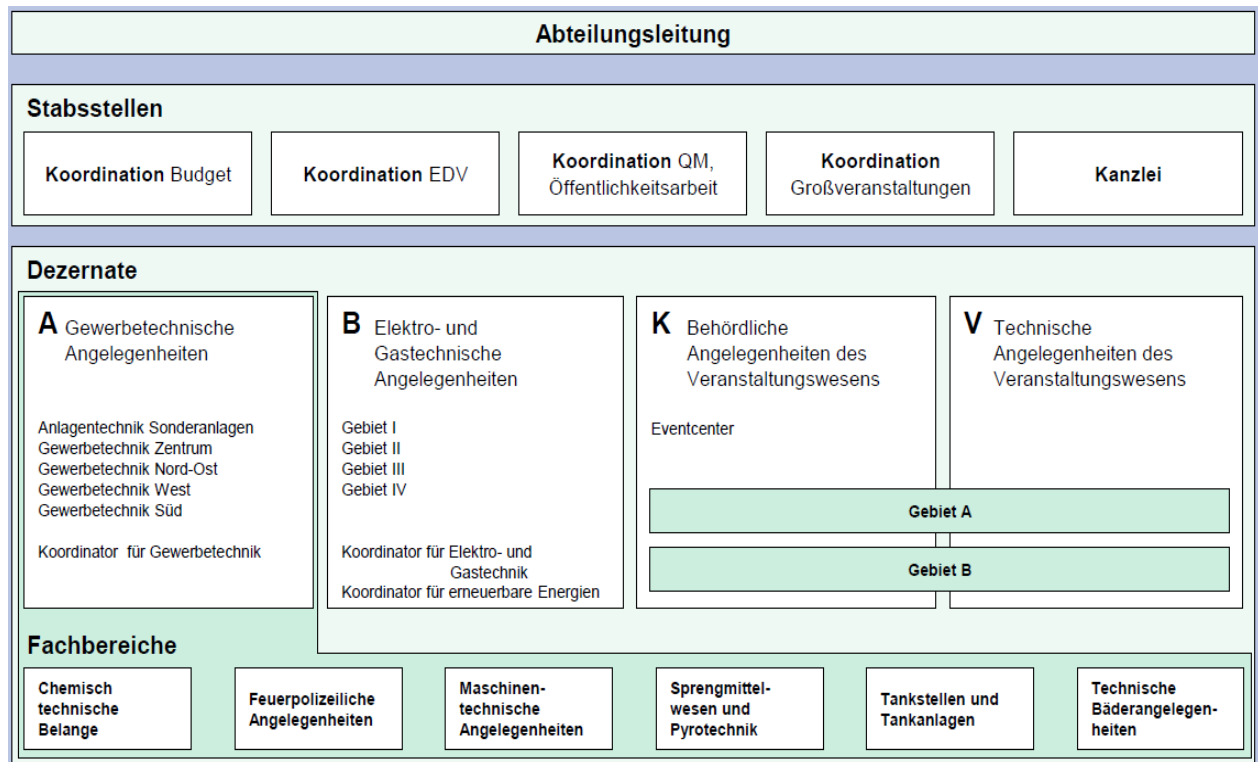 Abteilungsleitung
Stabsstellen
Koordination Budget
Koordination EDV
Koordination QM,
Öffentlichkeitsarbeit
Koordination
Großveranstaltungen
Kanzlei
Dezernate
A Gewerbetechnische
Angelegenheiten
Anlagentechnik Sonderanlagen
Gewerbetechnik Zentrum
Gewerbetechnik Nord-Ost
Gewerbetechnik West
Gewerbetechnik Süd
Koordinator für Gewerbetechnik
B Elektro- und
Gastechnische
Angelegenheiten
Gebiet I
Gebiet II
Gebiet III
Gebiet IV
Koordinator für Elektro- und
Gastechnik
Koordinator für erneuerbare Energien
K Behördliche
Angelegenheiten des
Veranstaltungswesens
Eventcenter
V Technische
Angelegenheiten des
Veranstaltungswesens
Gebiet A
Gebiet B
Fachbereiche
Chemisch
technische
Belange
Feuerpolizeiliche
Angelegenheiten
Maschinen-
technische
Angelegenheiten
Sprengmittel-
wesen und
Pyrotechnik
Tankstellen und
Tankanlagen
Technische
Bäderangelegen-
heiten